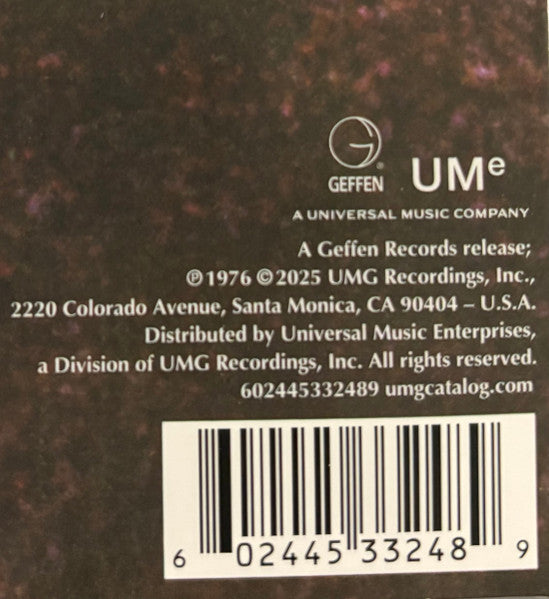 GEFFEN ®
UMe
A UNIVERSAL MUSIC COMPANY
A Geffen Records release;
℗1976 ©2025 UMG Recordings, Inc.,
2220 Colorado Avenue, Santa Monica, CA 90404 – U.S.A.
Distributed by Universal Music Enterprises,
a Division of UMG Recordings, Inc. All rights reserved.
602445332489 umgcatalog.com
6 02445 33248 9